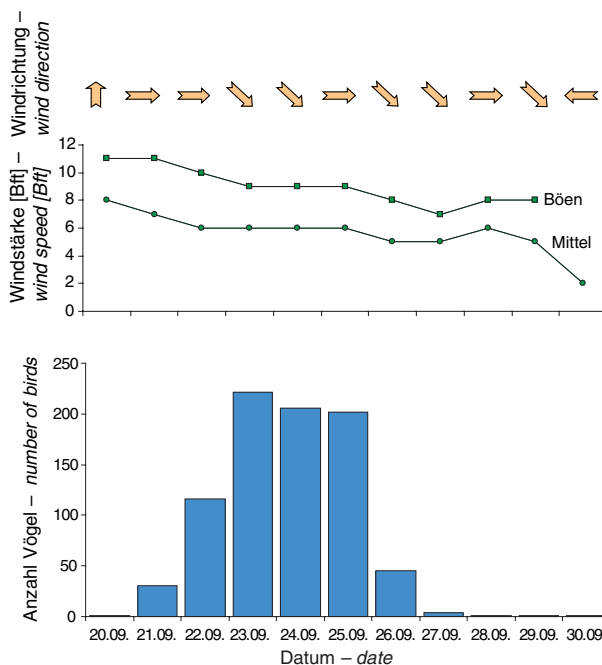 Windrichtung –
wind direction
Windstärke [Bft] –
wind speed [Bft]
12
10
8
6
4
2
0
Böen
Mittel
Anzahl Vögel – number of birds
250
200
150
100
50
0
20.09. 21.09. 22.09. 23.09. 24.09. 25.09. 26.09. 27.09. 28.09. 29.09. 30.09.
Datum – date